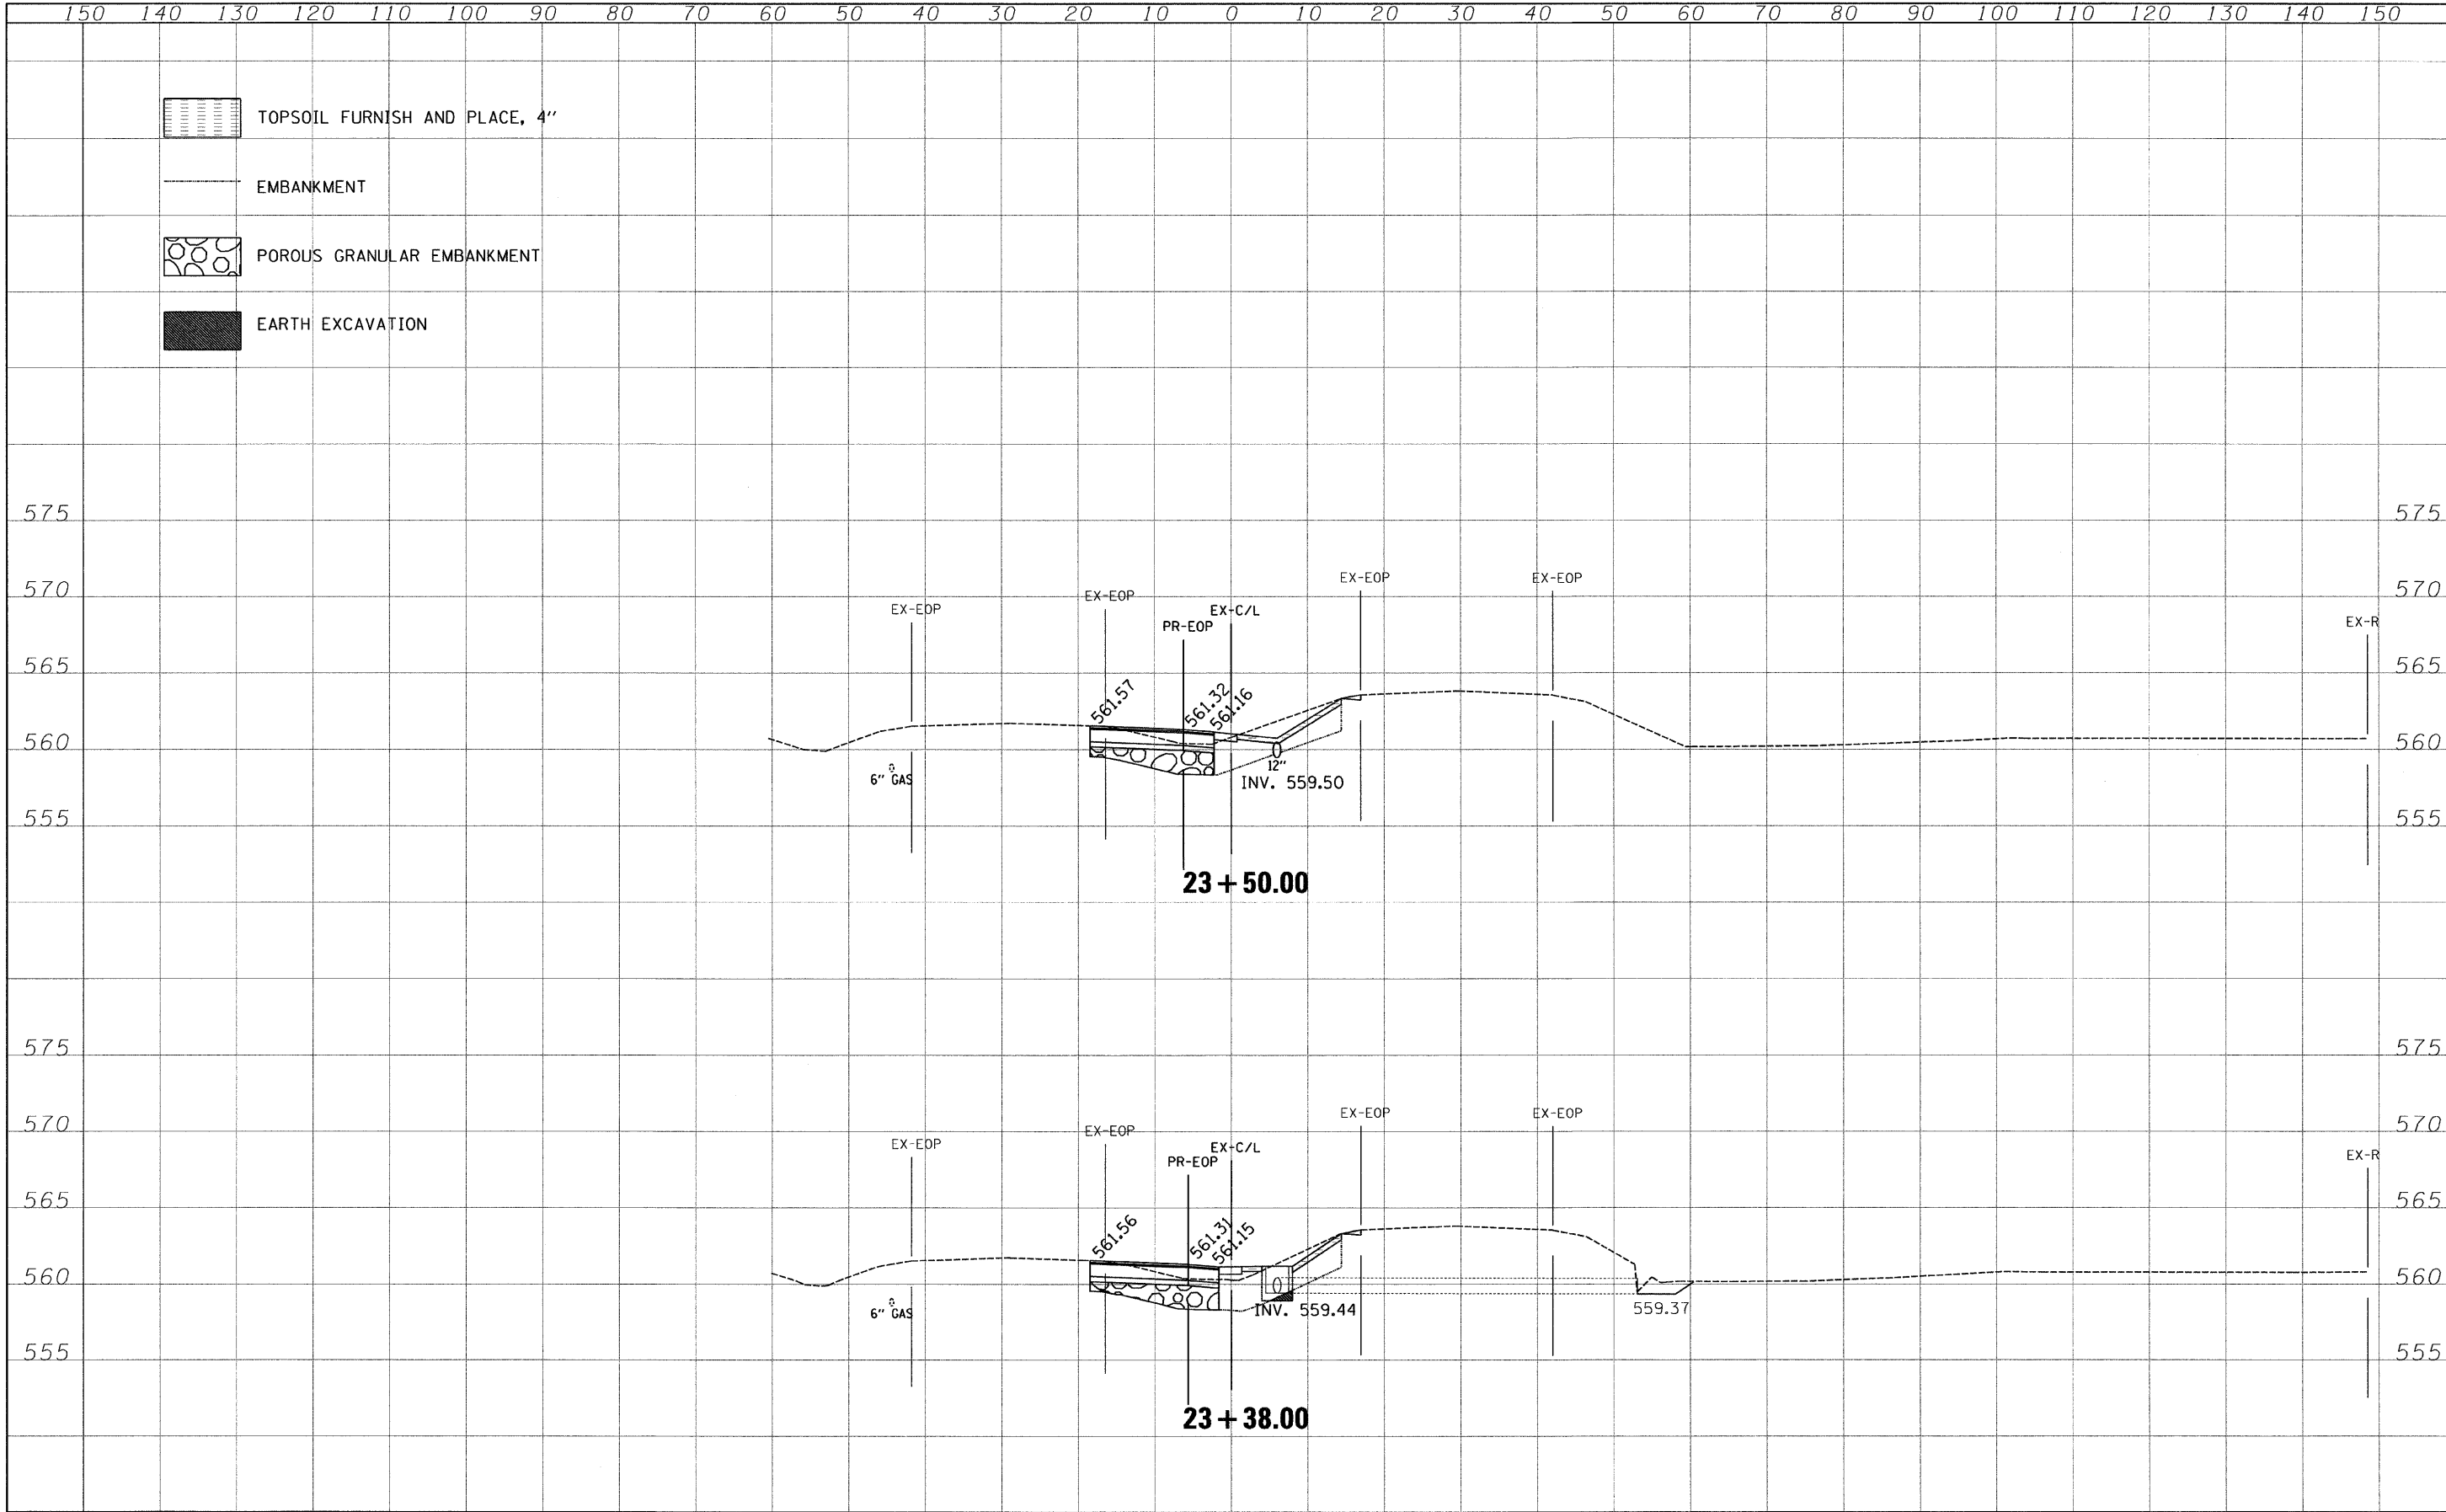 150 140 130 120 110 100 90 80 70 60 50 40 30 20 10 0 10 20 30 40 50 60 70 80 90 100 110 120 130 140 150
TOPSOIL FURNISH AND PLACE, 4"
EMBANKMENT
POROUS GRANULAR EMBANKMENT
EARTH EXCAVATION
575 575
570 570
EX-EOP EX-EOP
EX-EOP EX-EOP EX-C/L
PR-EOP EX-R
565 565
561.57 561.32 561.16
560 560
6" GAS 12"
INV. 559.50
555 555
23+50.00
575 575
570 570
EX-EOP EX-EOP
EX-EOP EX-EOP EX-C/L
PR-EOP EX-R
565 565
561.56 561.31 561.15
560 560
6" GAS INV. 559.44 559.37
555 555
23+38.00